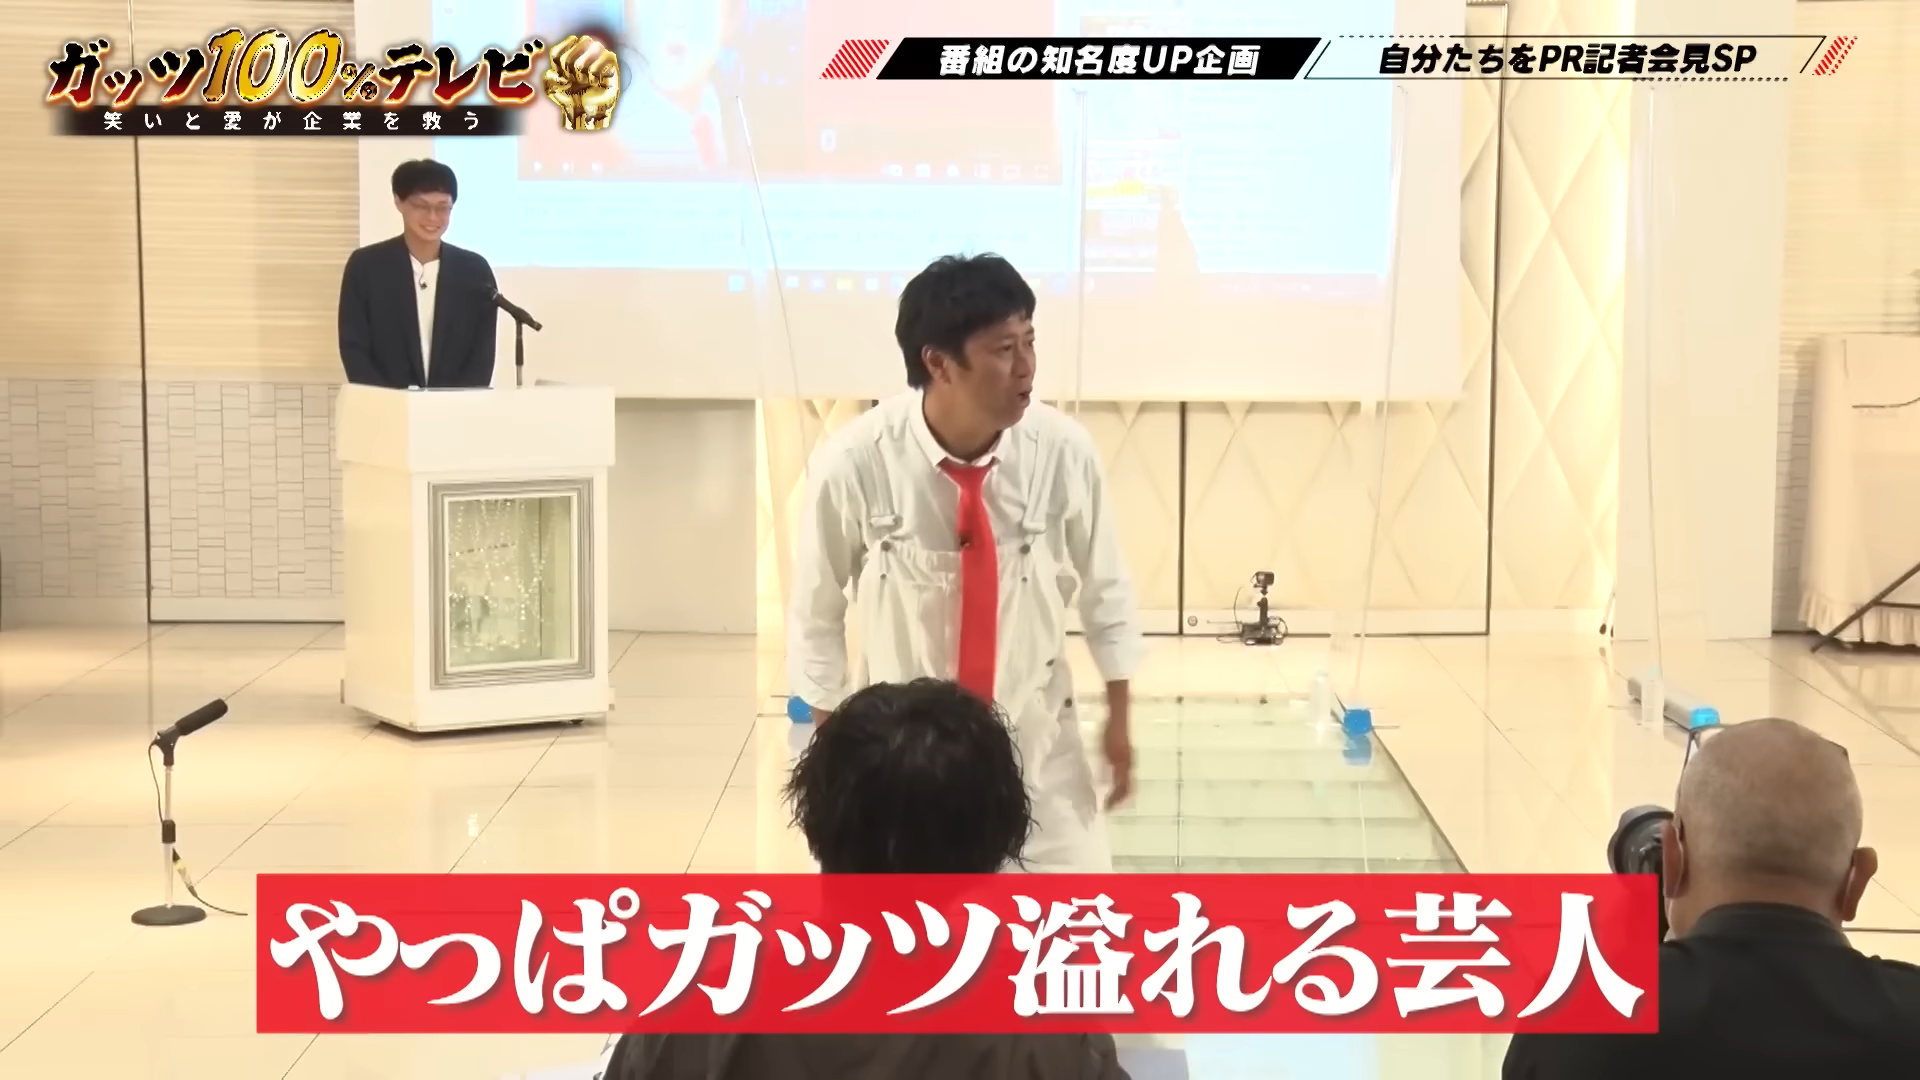 ガッツ100%テレビ
笑いと愛が企業を救う
番組の知名度UP企画
自分たちをPR記者会見SP
やっぱガッツ溢れる芸人